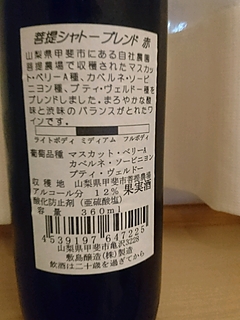 菩提シャトーブレンド 赤
山梨県甲斐市にある自社農園
菩提農場で収穫されたマスカッ
ト・ベリーA種、カベルネ・ソービ
ニヨン種、プティ・ヴェルドー種を
ブレンドしました。まろやかな酸
味と渋味のバランスがとれたワ
インです。
ライトボディ ミディアム フルボディ
葡萄品種 マスカット・ベリーA
カベルネ・ソービニョン
プティ・ヴェルドー
収穫地 山梨県甲斐市菩提農場
アルコール分 12% 果実酒
酸化防止剤(亜硫酸塩)
容量 360ml
4539197647225
山梨県甲斐市亀沢3228
敷島醸造(株)製造
飲酒は二十歳を過ぎてから